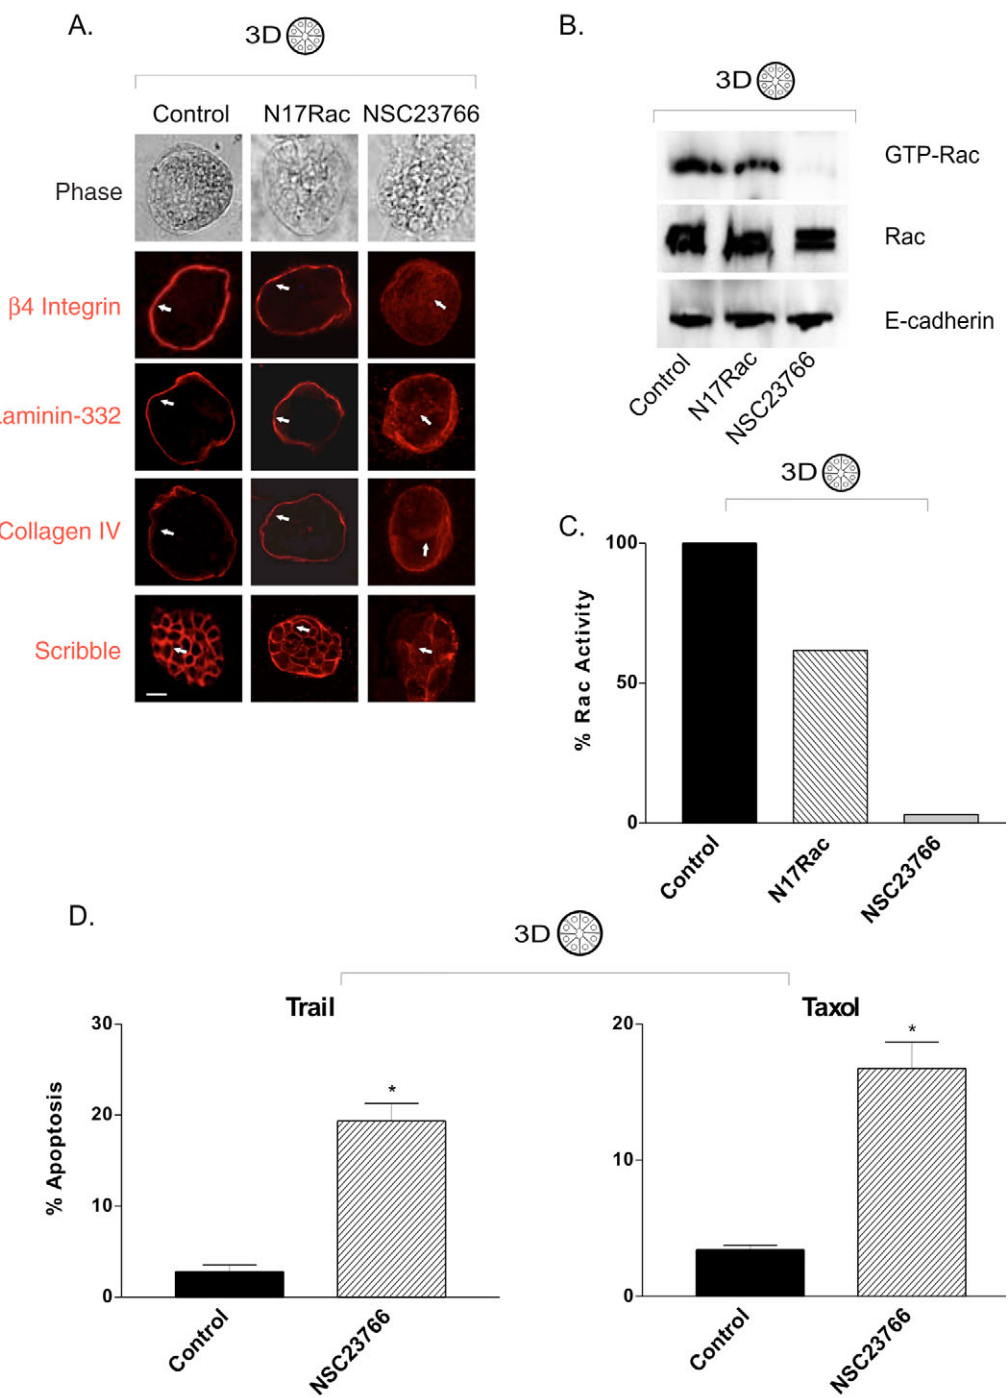 A.
3D
Control N17Rac NSC23766
Phase
β4 Integrin
Laminin-332
Collagen IV
Scribble
B.
3D
GTP-Rac
Rac
E-cadherin
Control N17Rac NSC23766
C.
3D
% Rac Activity
100
50
0
Control N17Rac NSC23766
D.
3D
Trail
% Apoptosis
30
20
10
0
Control NSC23766
*
Taxol
20
10
0
Control NSC23766
*